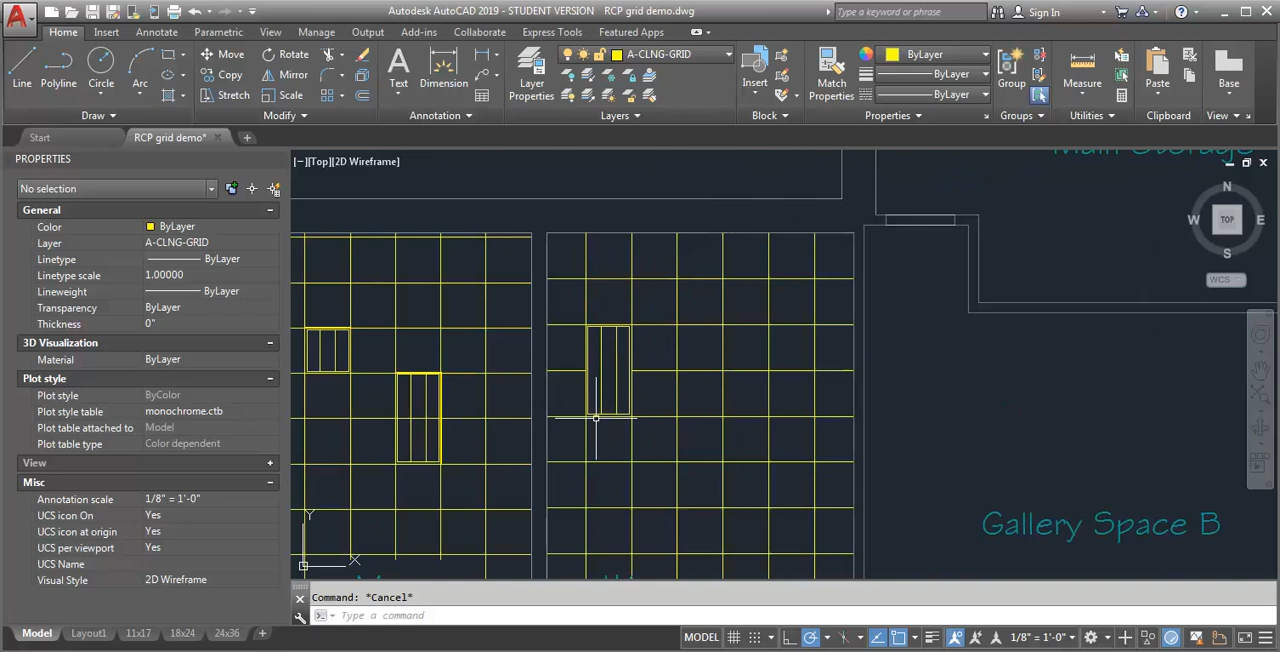 Autodesk AutoCAD 2019 - STUDENT VERSION RCP grid demo.dwg
Type a keyword or phrase
Sign In
Home Insert Annotate Parametric View Manage Output Add-ins Collaborate Express Tools Featured Apps
Line Polyline Circle Arc
Move Rotate
Copy Mirror
Stretch Scale
Text Dimension
Layer Properties
A-CLNG-GRID
Insert
Match Properties
ByLayer
ByLayer
ByLayer
Group
Measure
Paste
Base
Draw Modify Annotation Layers Block Properties Groups Utilities Clipboard View
Start RCP grid demo*
PROPERTIES
No selection
General
Color ByLayer
Layer A-CLNG-GRID
Linetype ByLayer
Linetype scale 1.00000
Lineweight ByLayer
Transparency ByLayer
Thickness 0"
3D Visualization
Material ByLayer
Plot style
Plot style ByColor
Plot style table monochrome.ctb
Plot table attached to Model
Plot table type Color dependent
View
Misc
Annotation scale 1/8" = 1'-0"
UCS icon On Yes
UCS icon at origin Yes
UCS per viewport Yes
UCS Name
Visual Style 2D Wireframe
[−][Top][2D Wireframe]
Main Storage
N
W TOP E
S
WCS
Gallery Space B
Y
X
Command: *Cancel*
Type a command
Model Layout1 11x17 18x24 24x36
MODEL 1/8" = 1'-0"